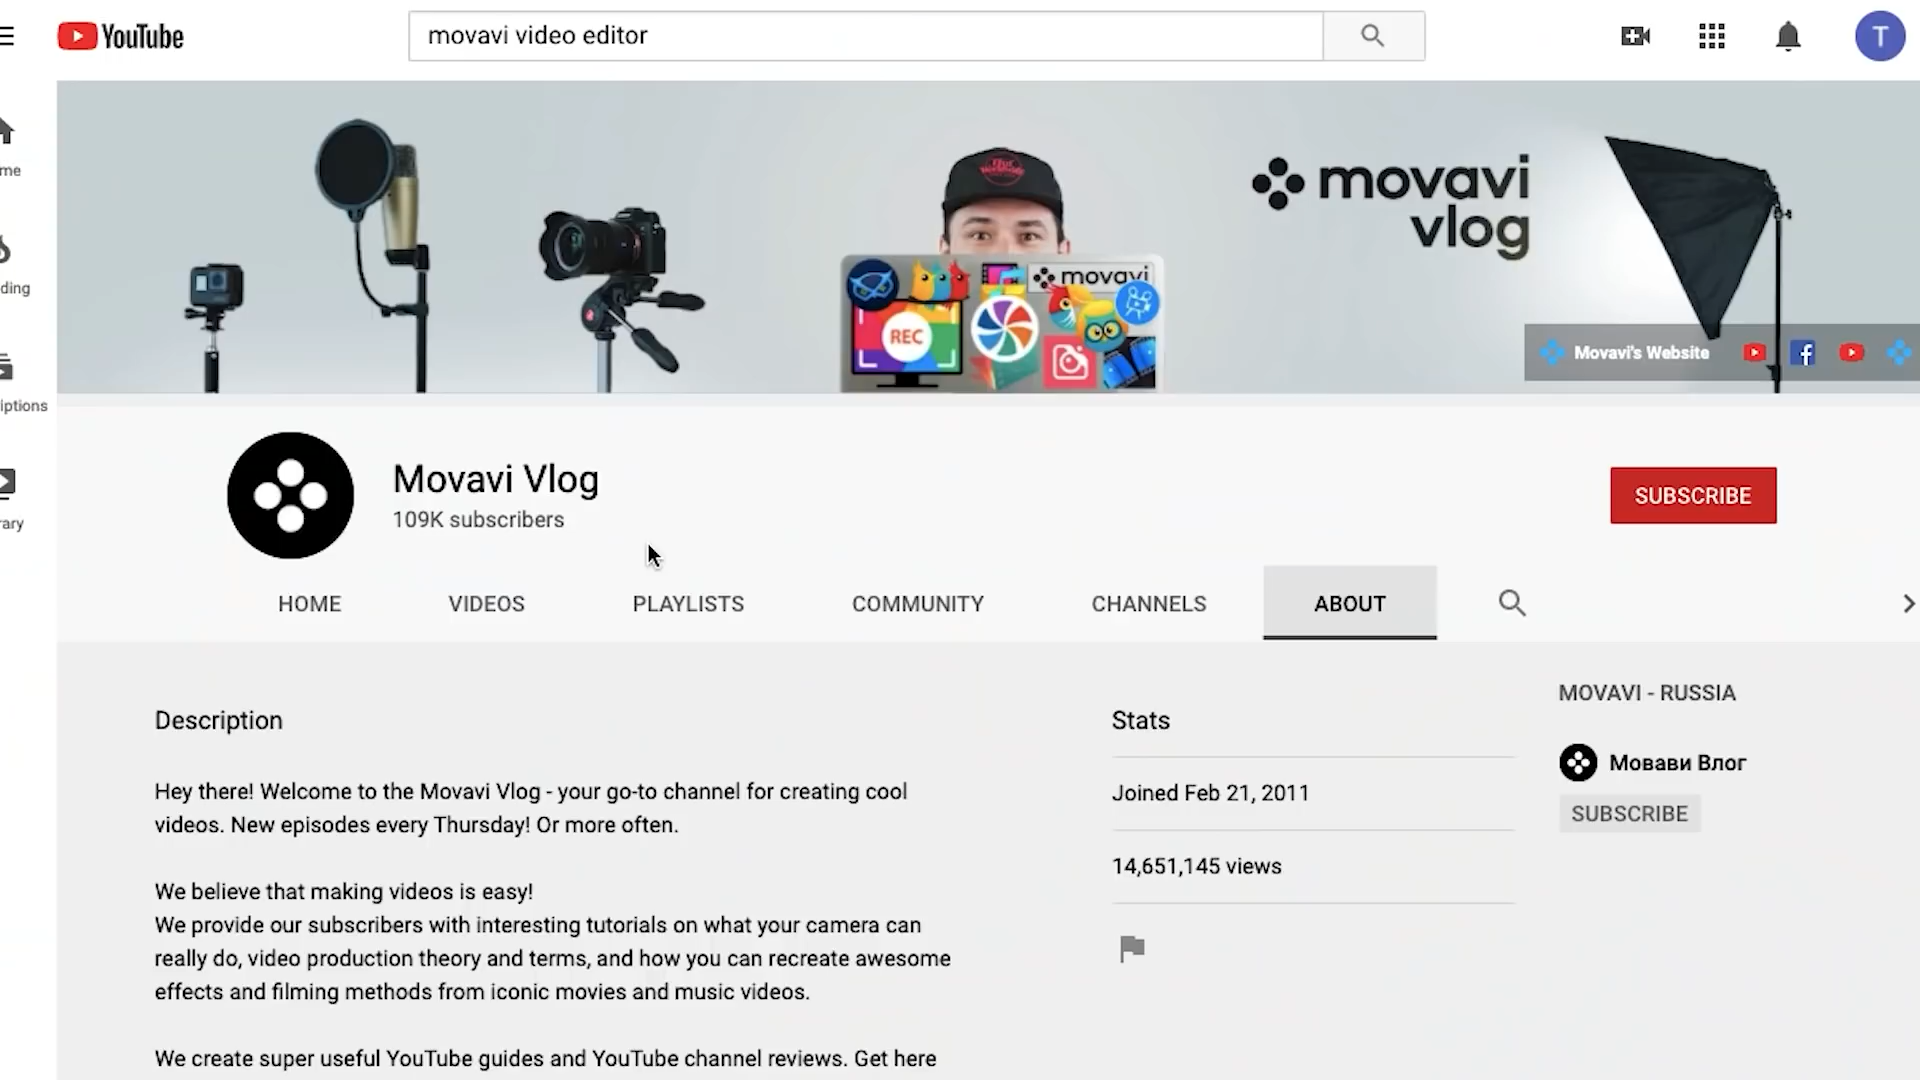 YouTube
movavi video editor
T
me
movavi
vlog
movavi
REC
ding
Movavi's Website
iptions
Movavi Vlog
109K subscribers
SUBSCRIBE
rary
HOME
VIDEOS
PLAYLISTS
COMMUNITY
CHANNELS
ABOUT
Description
Hey there! Welcome to the Movavi Vlog - your go-to channel for creating cool
videos. New episodes every Thursday! Or more often.
We believe that making videos is easy!
We provide our subscribers with interesting tutorials on what your camera can
really do, video production theory and terms, and how you can recreate awesome
effects and filming methods from iconic movies and music videos.
We create super useful YouTube guides and YouTube channel reviews. Get here
Stats
Joined Feb 21, 2011
14,651,145 views
MOVAVI - RUSSIA
Мовави Влог
SUBSCRIBE